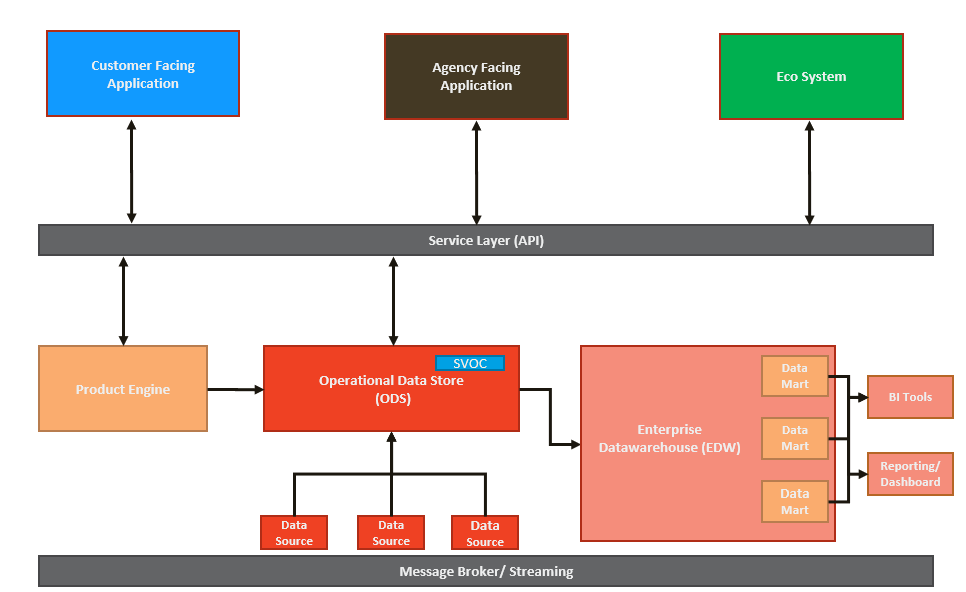 Customer Facing
Application
Agency Facing
Application
Eco System
Service Layer (API)
Product Engine
SVOC
Operational Data Store
(ODS)
Enterprise
Datawarehouse (EDW)
Data
Mart
Data
Mart
Data
Mart
BI Tools
Reporting/
Dashboard
Data
Source
Data
Source
Data
Source
Message Broker/ Streaming